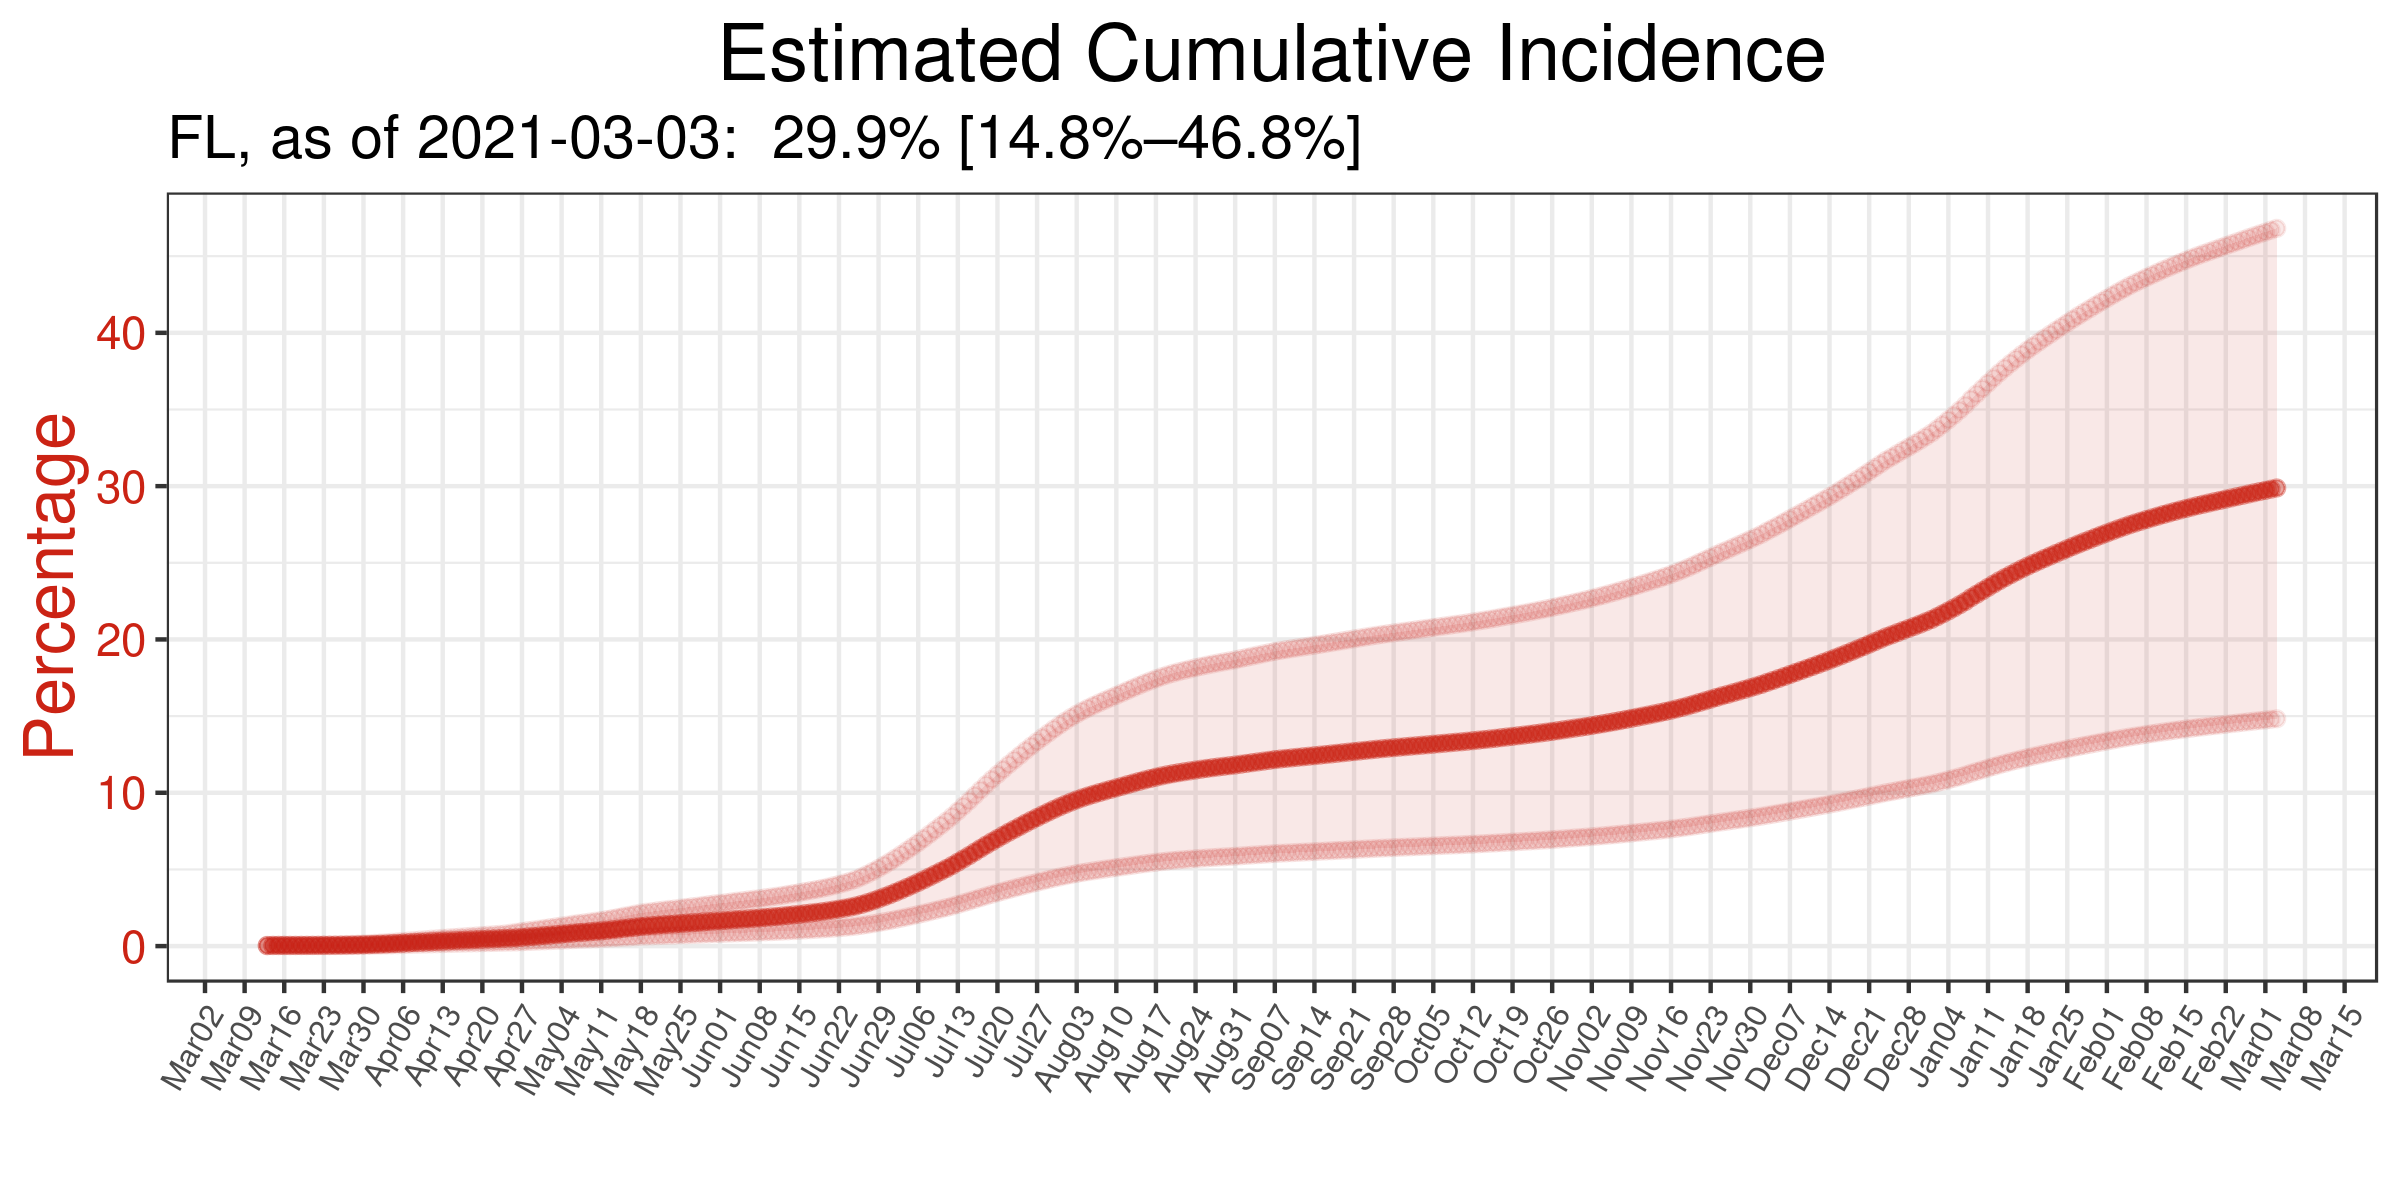 Estimated Cumulative Incidence
FL, as of 2021-03-03:  29.9% [14.8%–46.8%]
Percentage
40
30
20
10
0
Mar02 Mar09 Mar16 Mar23 Mar30 Apr06 Apr13 Apr20 Apr27 May04 May11 May18 May25 Jun01 Jun08 Jun15 Jun22 Jun29 Jul06 Jul13 Jul20 Jul27 Aug03 Aug10 Aug17 Aug24 Aug31 Sep07 Sep14 Sep21 Sep28 Oct05 Oct12 Oct19 Oct26 Nov02 Nov09 Nov16 Nov23 Nov30 Dec07 Dec14 Dec21 Dec28 Jan04 Jan11 Jan18 Jan25 Feb01 Feb08 Feb15 Feb22 Mar01 Mar08 Mar15